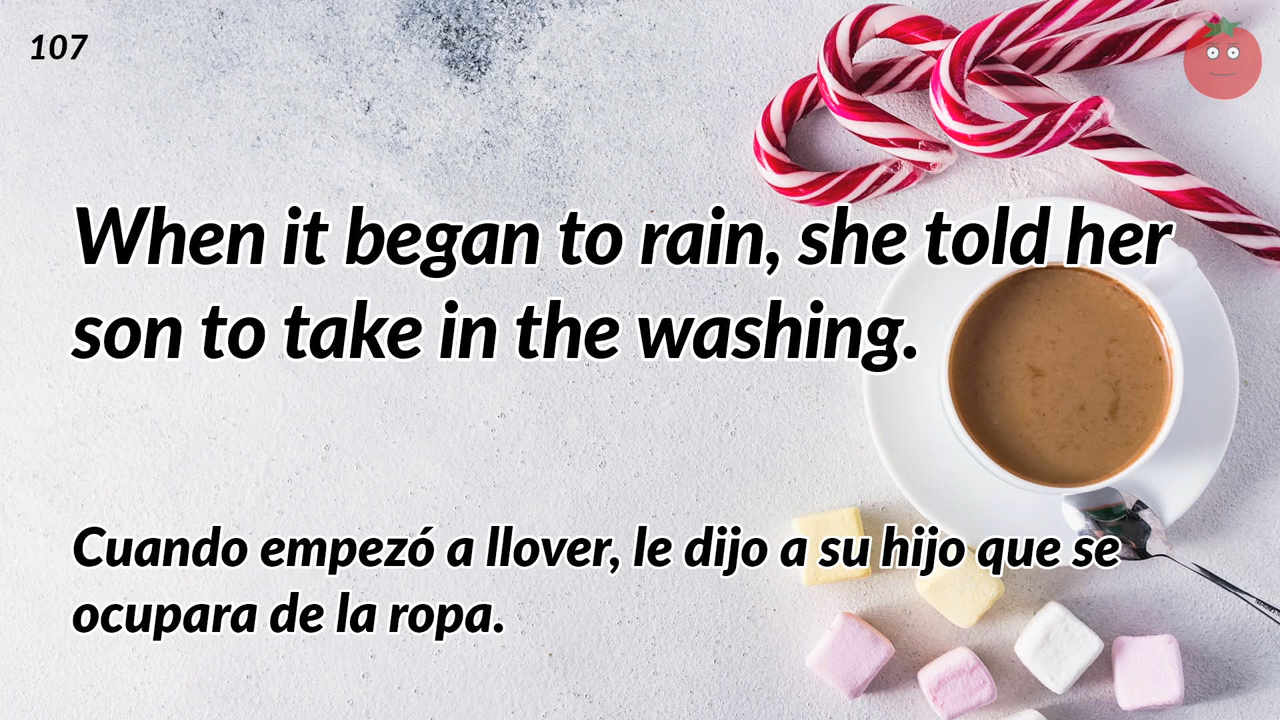 107
When it began to rain, she told her
son to take in the washing.
Cuando empezó a llover, le dijo a su hijo que se
ocupara de la ropa.